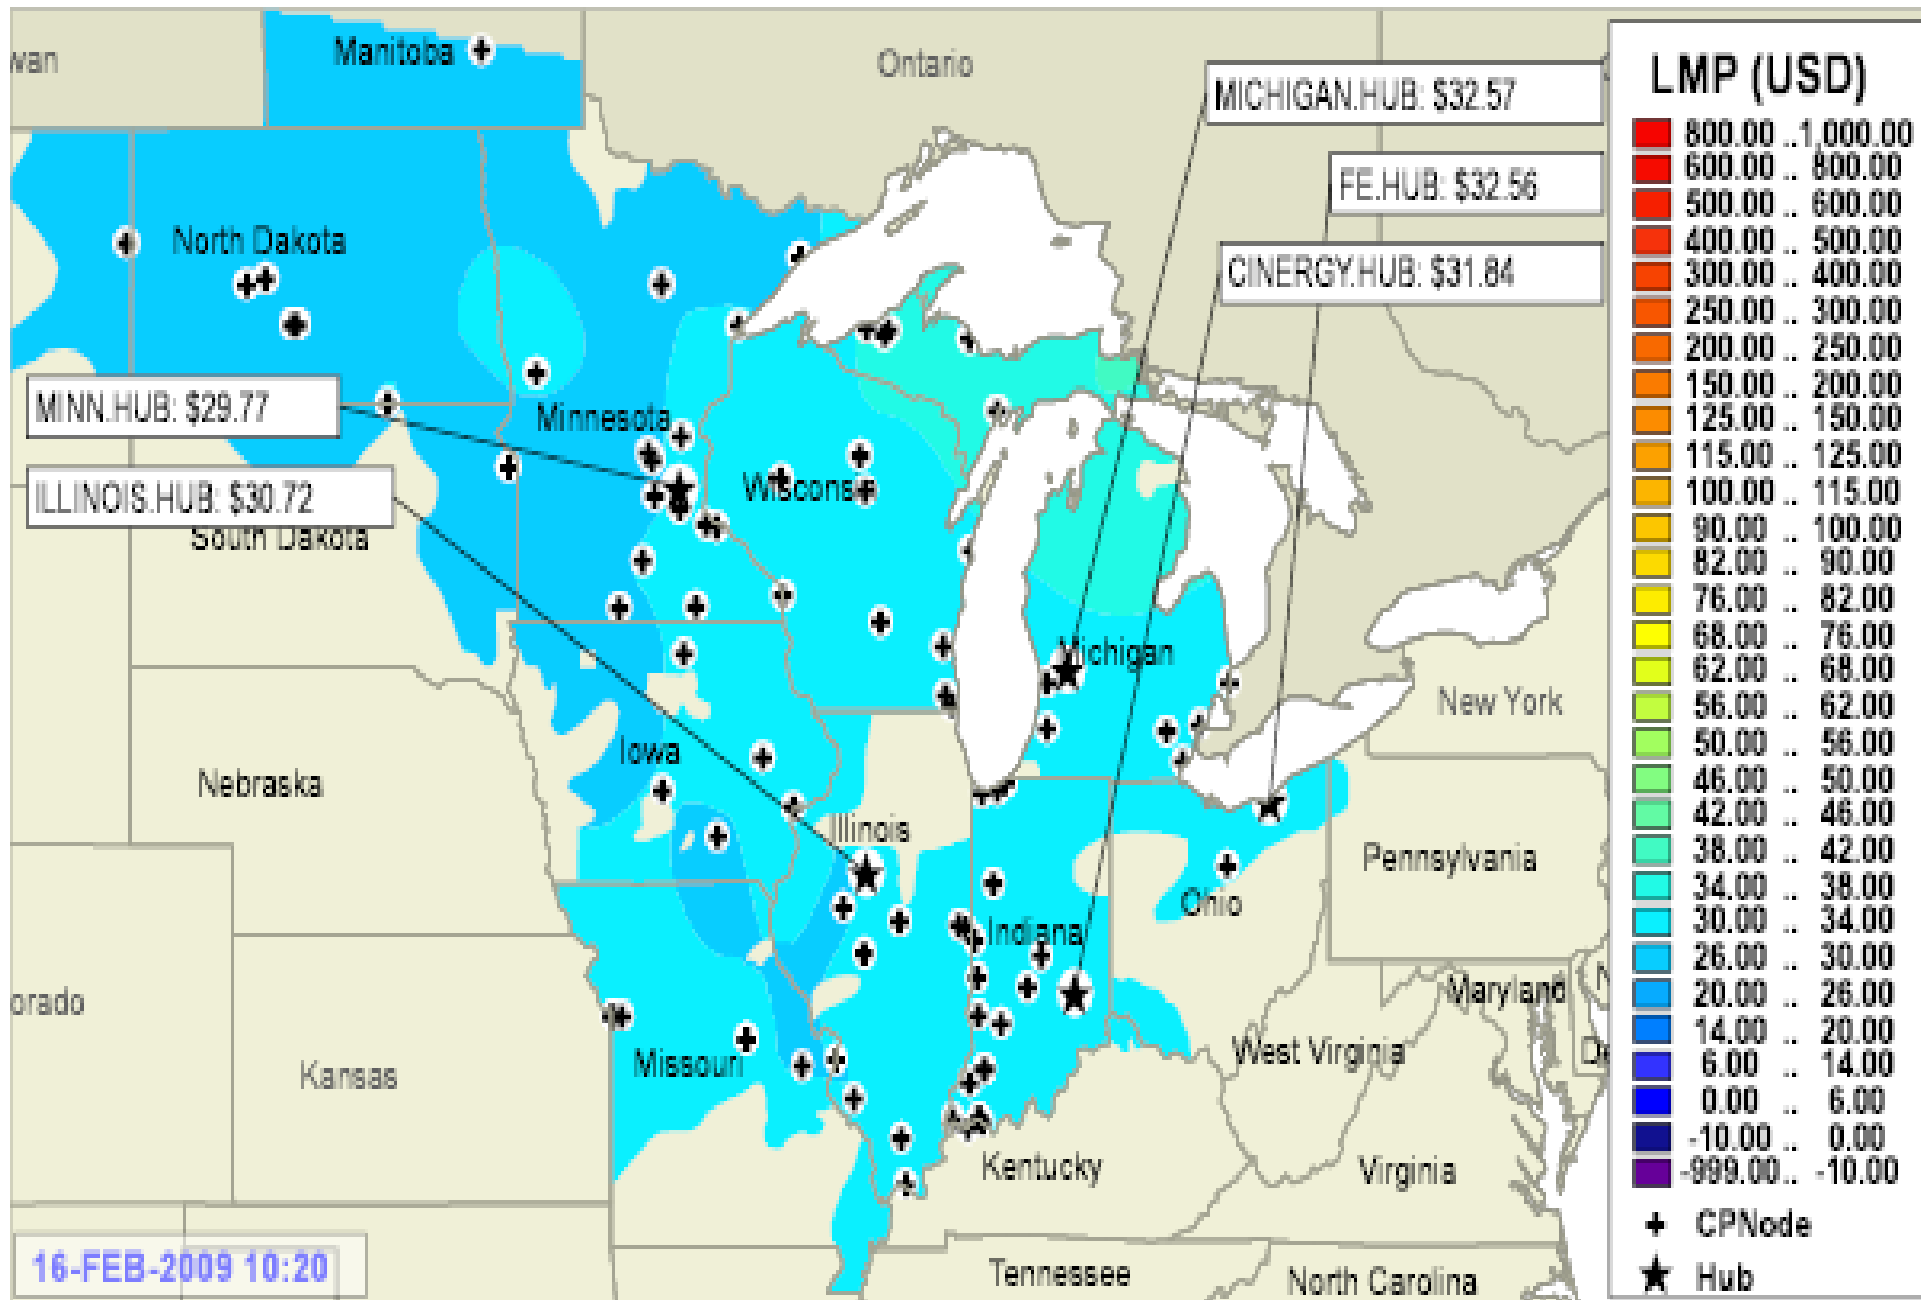 wan
Manitoba
Ontario
North Dakota
Minnesota
South Dakota
Wiscons
Michigan
Iowa
Nebraska
Illinois
Indiana
Ohio
New York
Pennsylvania
Maryland
orado
Kansas
Missouri
West Virginia
Kentucky
Virginia
Tennessee
North Carolina
MICHIGAN.HUB: $32.57
FE.HUB: $32.56
CINERGY.HUB: $31.84
MINN.HUB: $29.77
ILLINOIS.HUB: $30.72
16-FEB-2009 10:20
LMP (USD)
800.00 ..1,000.00
600.00 .. 800.00
500.00 .. 600.00
400.00 .. 500.00
300.00 .. 400.00
250.00 .. 300.00
200.00 .. 250.00
150.00 .. 200.00
125.00 .. 150.00
115.00 .. 125.00
100.00 .. 115.00
90.00 .. 100.00
82.00 .. 90.00
76.00 .. 82.00
68.00 .. 76.00
62.00 .. 68.00
56.00 .. 62.00
50.00 .. 56.00
46.00 .. 50.00
42.00 .. 46.00
38.00 .. 42.00
34.00 .. 38.00
30.00 .. 34.00
26.00 .. 30.00
20.00 .. 26.00
14.00 .. 20.00
6.00 .. 14.00
0.00 .. 6.00
-10.00 .. 0.00
-999.00 .. -10.00
CPNode
Hub